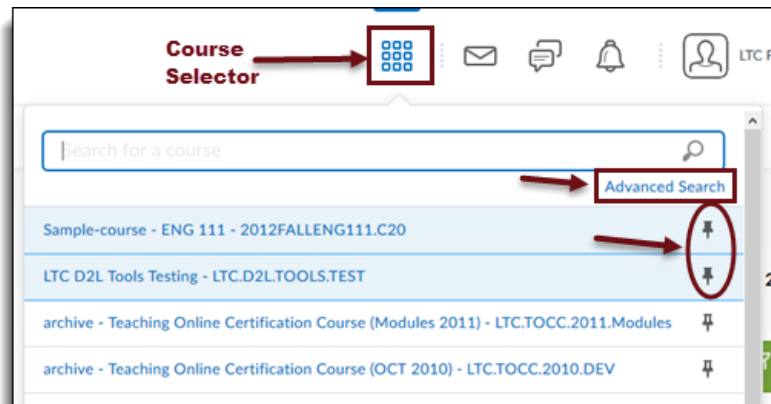 Course
Selector
LTC
Search for a course
Advanced Search
Sample-course - ENG 111 - 2012FALLENG111.C20
LTC D2L Tools Testing - LTC.D2L.TOOLS.TEST
archive - Teaching Online Certification Course (Modules 2011) - LTC.TOCC.2011.Modules
archive - Teaching Online Certification Course (OCT 2010) - LTC.TOCC.2010.DEV